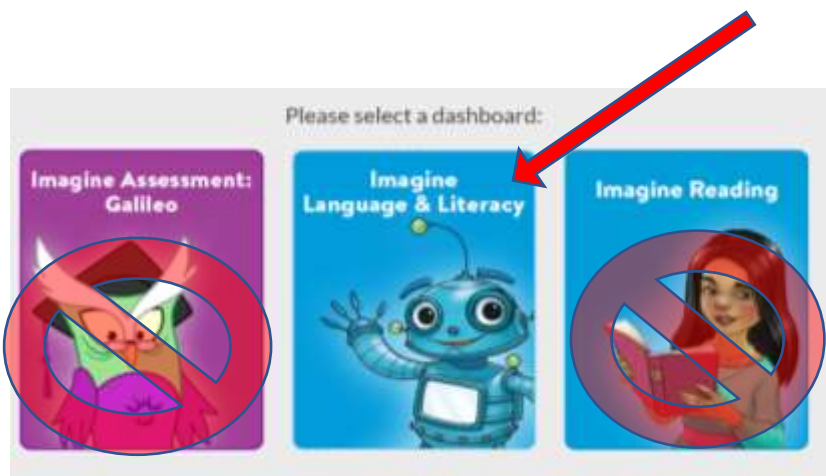 Please select a dashboard:
Imagine Assessment:
Galileo
Imagine
Language & Literacy
Imagine Reading